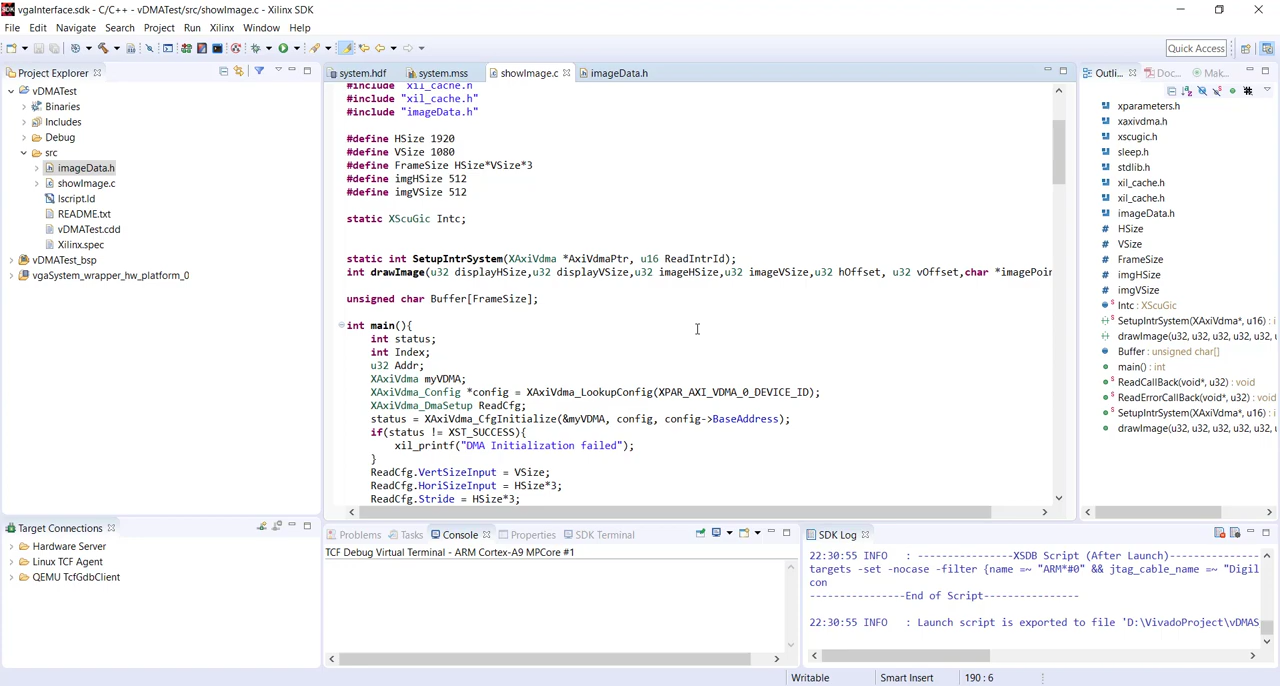 vgaInterface.sdk - C/C++ - vDMATest/src/showImage.c - Xilinx SDK
File Edit Navigate Search Project Run Xilinx Window Help
Quick Access
Project Explorer
vDMATest
Binaries
Includes
Debug
src
imageData.h
showImage.c
lscript.ld
README.txt
vDMATest.cdd
Xilinx.spec
vDMATest_bsp
vgaSystem_wrapper_hw_platform_0
system.hdf system.mss showImage.c imageData.h
#include "xil_cache.h"
#include "xil_cache.h"
#include "imageData.h"
#define HSize 1920
#define VSize 1080
#define FrameSize HSize*VSize*3
#define imgHSize 512
#define imgVSize 512
static XScuGic Intc;
static int SetupIntrSystem(XAxiVdma *AxiVdmaPtr, u16 ReadIntrId);
int drawImage(u32 displayHSize,u32 displayVSize,u32 imageHSize,u32 imageVSize,u32 hOffset, u32 vOffset,char *imagePoin
unsigned char Buffer[FrameSize];
int main(){
int status;
int Index;
u32 Addr;
XAxiVdma myVDMA;
XAxiVdma_Config *config = XAxiVdma_LookupConfig(XPAR_AXI_VDMA_0_DEVICE_ID);
XAxiVdma_DmaSetup ReadCfg;
status = XAxiVdma_CfgInitialize(&myVDMA, config, config->BaseAddress);
if(status != XST_SUCCESS){
xil_printf("DMA Initialization failed");
}
ReadCfg.VertSizeInput = VSize;
ReadCfg.HoriSizeInput = HSize*3;
ReadCfg.Stride = HSize*3;
Outli... Doc... Mak...
xparameters.h
xaxivdma.h
xscugic.h
sleep.h
stdlib.h
xil_cache.h
xil_cache.h
imageData.h
HSize
VSize
FrameSize
imgHSize
imgVSize
Intc : XScuGic
SetupIntrSystem(XAxiVdma*, u16) : i
drawImage(u32, u32, u32, u32, u32,
Buffer : unsigned char[]
main() : int
ReadCallBack(void*, u32) : void
ReadErrorCallBack(void*, u32) : void
SetupIntrSystem(XAxiVdma*, u16) : i
drawImage(u32, u32, u32, u32, u32,
Target Connections
Hardware Server
Linux TCF Agent
QEMU TcfGdbClient
Problems Tasks Console Properties SDK Terminal
TCF Debug Virtual Terminal - ARM Cortex-A9 MPCore #1
SDK Log
22:30:55 INFO : ----------------XSDB Script (After Launch)---------------
targets -set -nocase -filter {name =~ "ARM*#0" && jtag_cable_name =~ "Digil
con
----------------End of Script---------------
22:30:55 INFO : Launch script is exported to file 'D:\VivadoProject\vDMAS
Writable Smart Insert 190 : 6